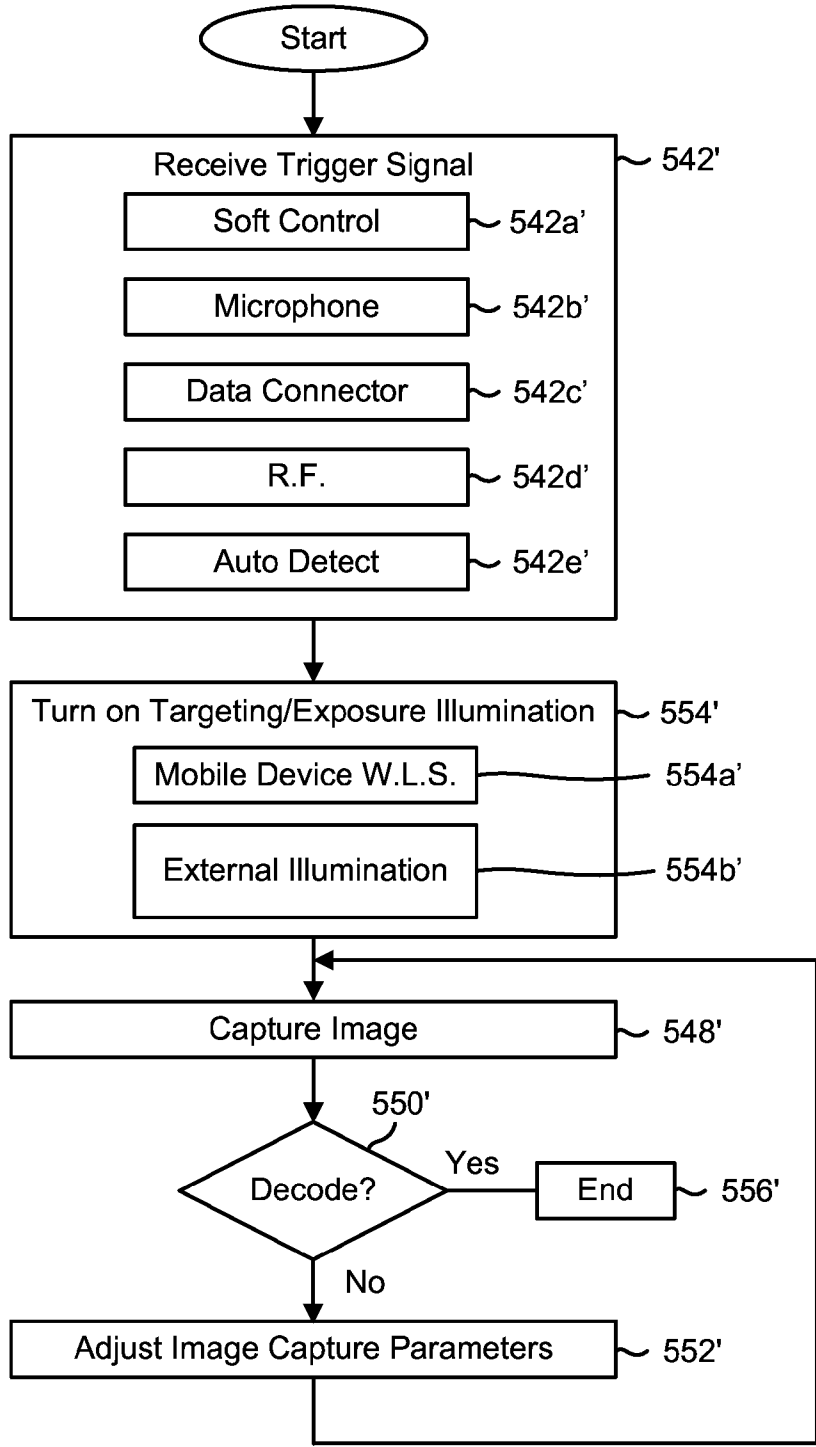 Start
Receive Trigger Signal
542'
Soft Control
542a’
Microphone
542b’
Data Connector
542c’
R.F.
542d’
Auto Detect
542e’
Turn on Targeting/Exposure Illumination
554'
Mobile Device W.L.S.
554a’
External Illumination
554b’
Capture Image
548'
550'
Decode?
Yes
End
556'
No
Adjust Image Capture Parameters
552'